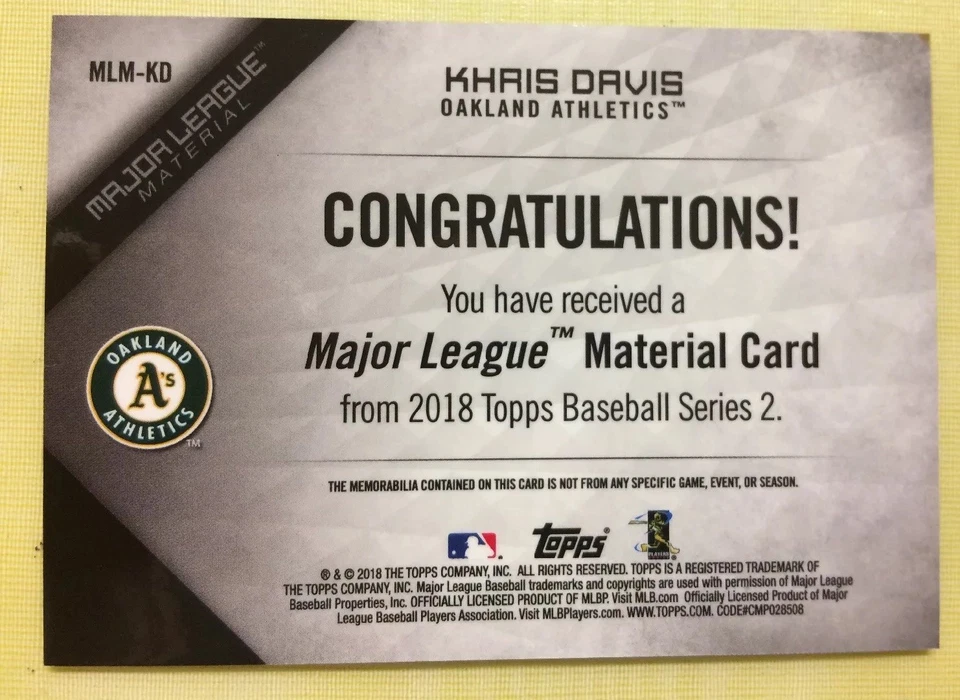 MLM-KD
MAJOR LEAGUE™
MATERIAL
KHRIS DAVIS
OAKLAND ATHLETICS™
CONGRATULATIONS!
You have received a
Major League™ Material Card
from 2018 Topps Baseball Series 2.
OAKLAND
A's
ATHLETICS
TM
THE MEMORABILIA CONTAINED ON THIS CARD IS NOT FROM ANY SPECIFIC GAME, EVENT, OR SEASON.
topps®
PLAYERS
® & © 2018 THE TOPPS COMPANY, INC. ALL RIGHTS RESERVED. TOPPS IS A REGISTERED TRADEMARK OF
THE TOPPS COMPANY, INC. Major League Baseball trademarks and copyrights are used with permission of Major League
Baseball Properties, Inc. OFFICIALLY LICENSED PRODUCT OF MLBP. Visit MLB.com Officially Licensed Product of Major
League Baseball Players Association. Visit MLBPlayers.com. WWW.TOPPS.COM. CODE#CMP028508